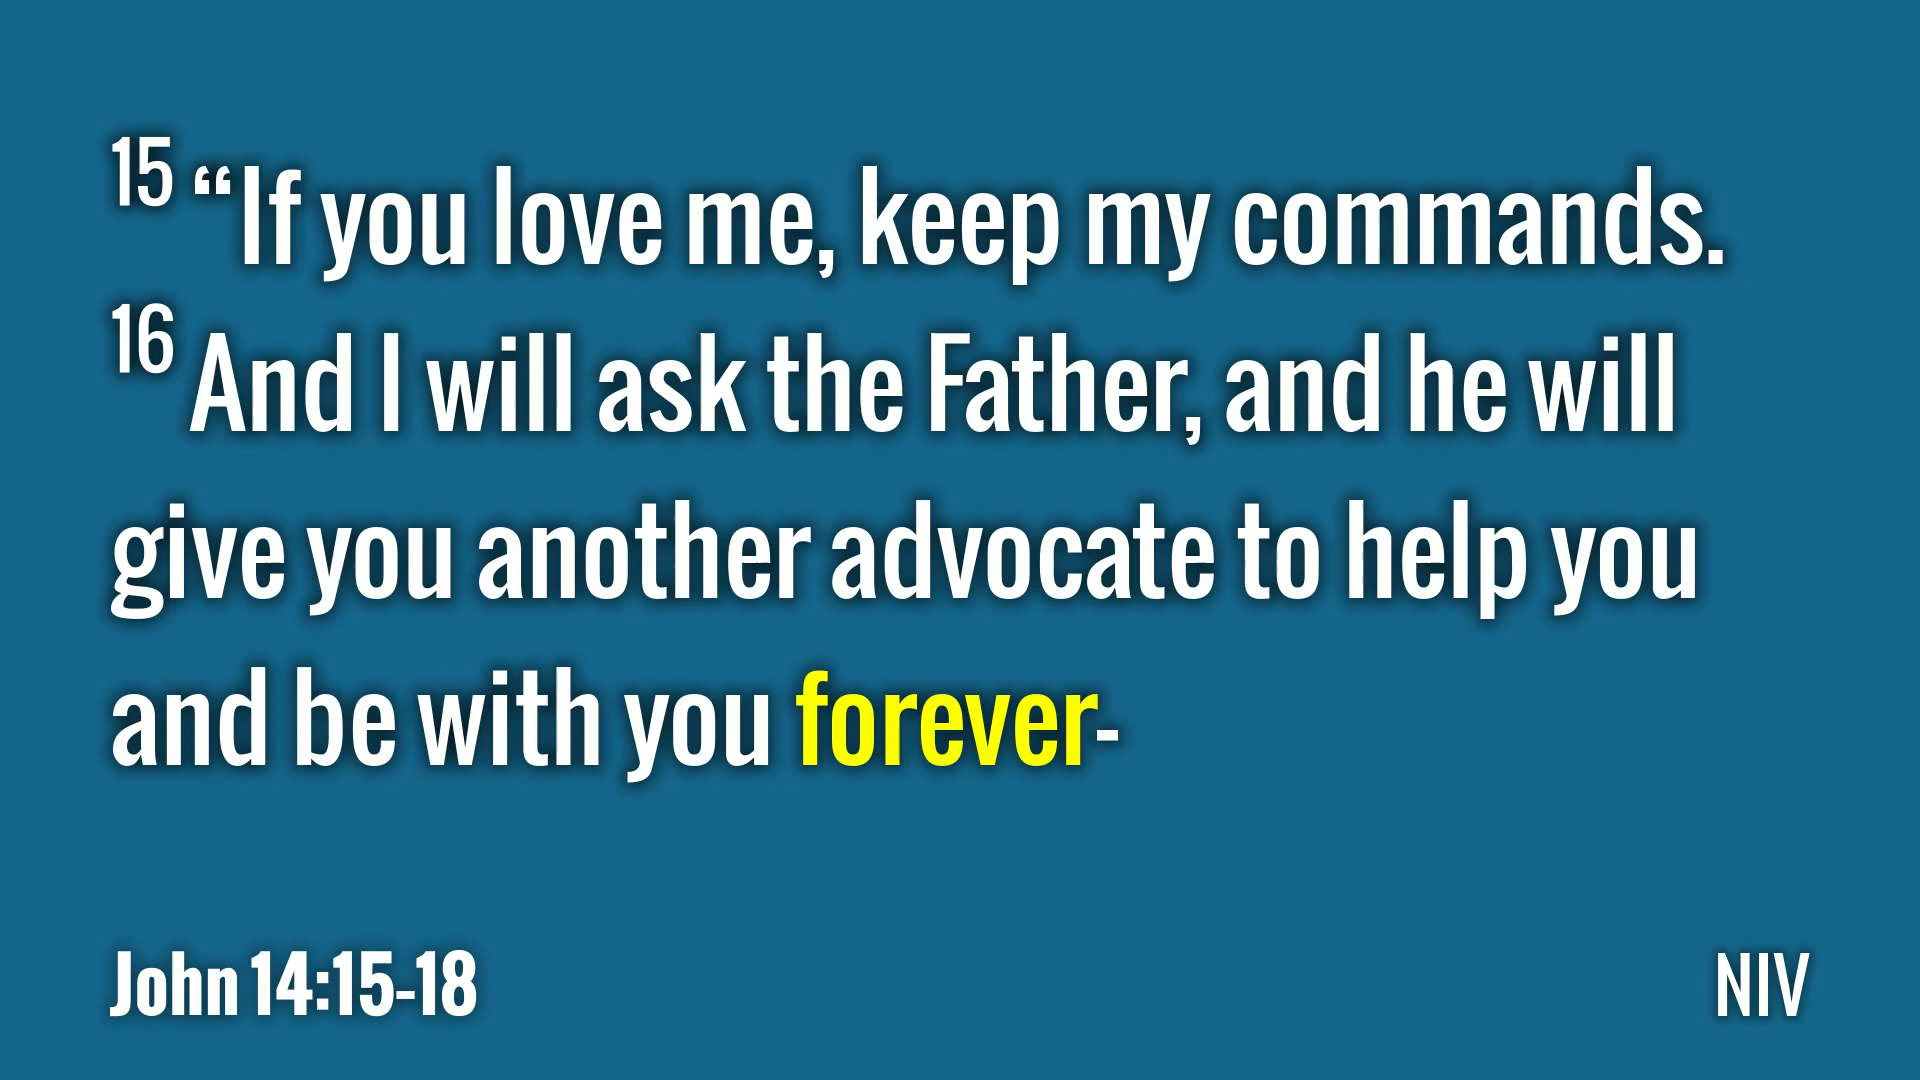 15 “If you love me, keep my commands.
16 And I will ask the Father, and he will
give you another advocate to help you
and be with you forever-
John 14:15-18
NIV